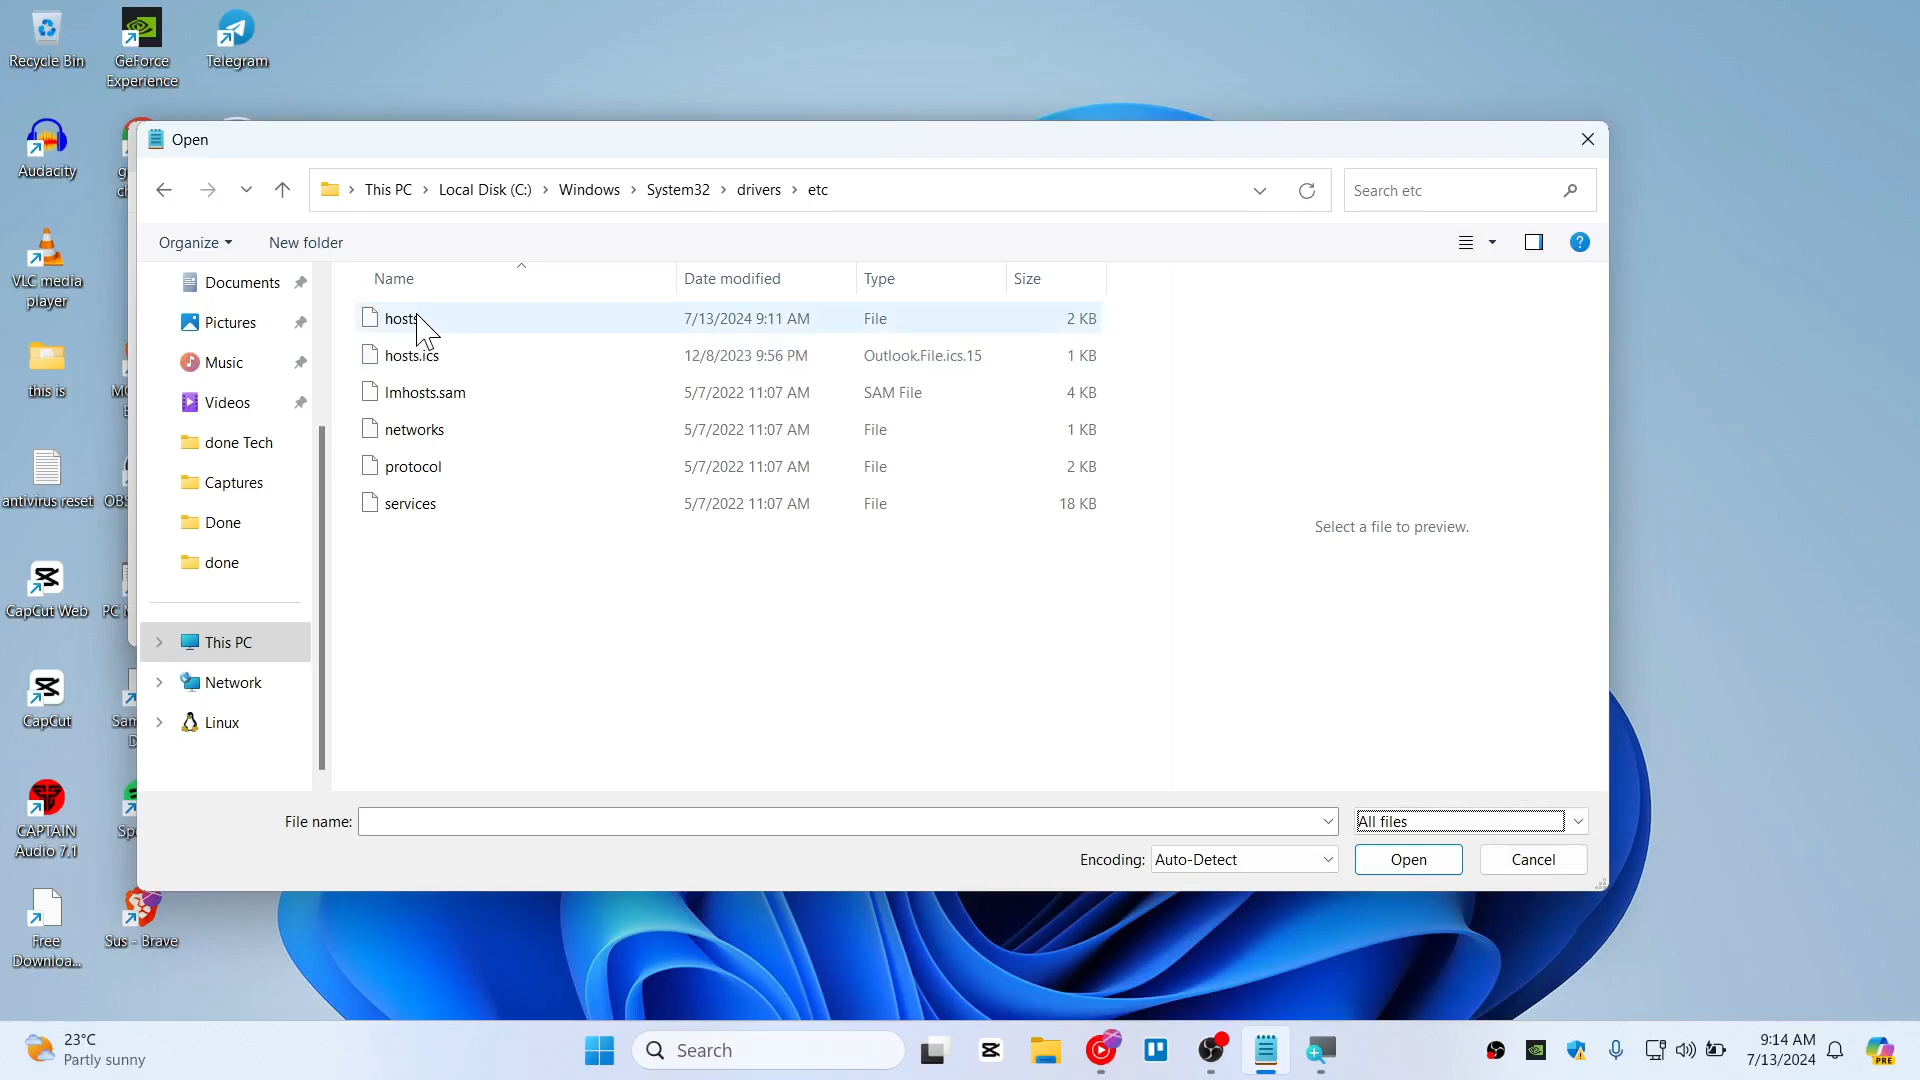 Recycle Bin
GeForce
Experience
Telegram
Audacity
VLC media
player
this is
antivirus reset
CapCut Web
CapCut
CAPTAIN
Audio 7.1
Free
Downloa...
Sus - Brave
Open
This PC > Local Disk (C:) > Windows > System32 > drivers > etc
Search etc
Organize New folder
Name Date modified Type Size
hosts 7/13/2024 9:11 AM File 2 KB
hosts.ics 12/8/2023 9:56 PM Outlook.File.ics.15 1 KB
lmhosts.sam 5/7/2022 11:07 AM SAM File 4 KB
networks 5/7/2022 11:07 AM File 1 KB
protocol 5/7/2022 11:07 AM File 2 KB
services 5/7/2022 11:07 AM File 18 KB
Documents
Pictures
Music
Videos
done Tech
Captures
Done
done
This PC
Network
Linux
Select a file to preview.
File name:
All files
Encoding: Auto-Detect
Open Cancel
23°C
Partly sunny
Search
9:14 AM
7/13/2024
PRE